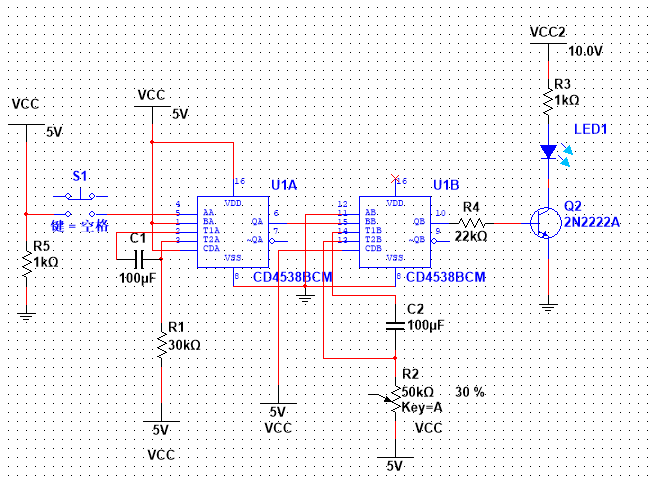 VCC2
10.0V
VCC
5V
VCC
5V
R3
1kΩ
LED1
S1
键 = 空格
16
U1A
4
5
1
2
3
AA
BA
T1A
T2A
CDA
VDD
VSS
QA
~QA
6
7
8
CD4538BCM
16
U1B
12
11
15
14
13
AB
BB
T1B
T2B
CDB
VDD
VSS
QB
~QB
10
9
8
CD4538BCM
R4
22kΩ
Q2
2N2222A
R5
1kΩ
C1
100µF
R1
30kΩ
C2
100µF
R2
50kΩ 30 %
Key=A
5V
VCC
5V
VCC
VCC
5V